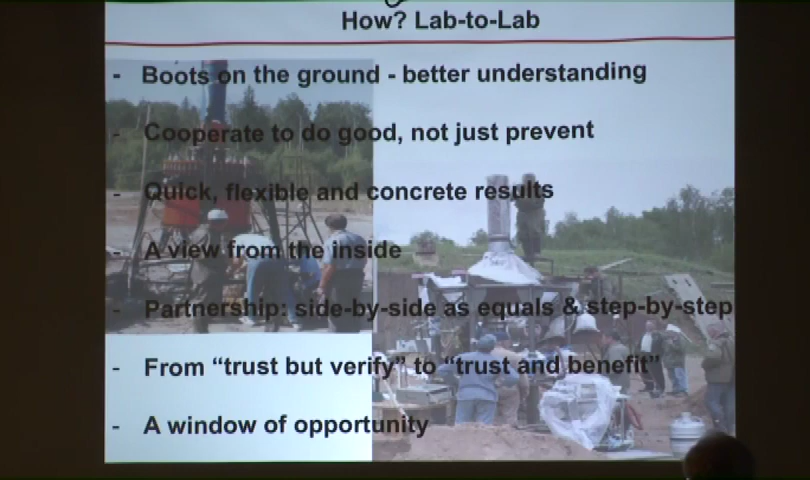 How? Lab-to-Lab
- Boots on the ground - better understanding
- Cooperate to do good, not just prevent
- Quick, flexible and concrete results
- A view from the inside
- Partnership: side-by-side as equals & step-by-step
- From “trust but verify” to “trust and benefit”
- A window of opportunity